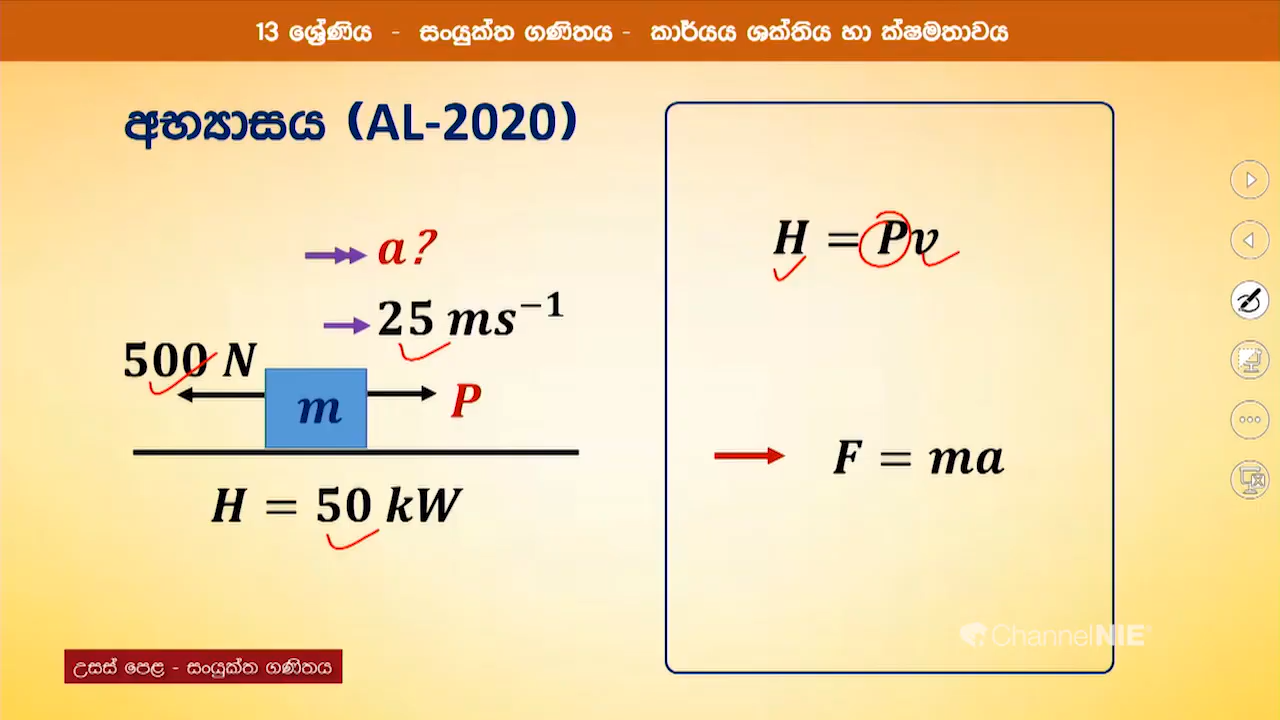 13 ශ්‍රේණිය - සංයුක්ත ගණිතය - කාර්යය ශක්තිය හා ක්ෂමතාවය
අභ්‍යාසය (AL-2020)
a?
25 ms⁻¹
500 N
m
P
H = 50 kW
H = Pv
F = ma
ChannelNIE
උසස් පෙළ - සංයුක්ත ගණිතය